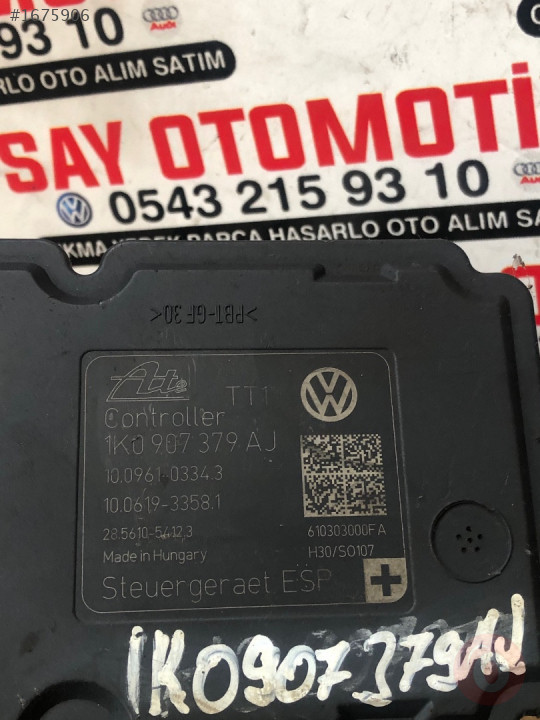 #1675906
93 10
RLO OTO ALIM SATIM
SAY OTOMOTİ
0543 215 93 10
HASARLO OTO ALIM SA
>PBT-GF30<
Ate TT1
Controller
1K0 907 379 AJ
10.0961-0334.3
10.0619-3358.1
28.5610-5412.3
610303000FA
Made in Hungary
H30/SO107
Steuergeraet ESP
1K0907379AJ